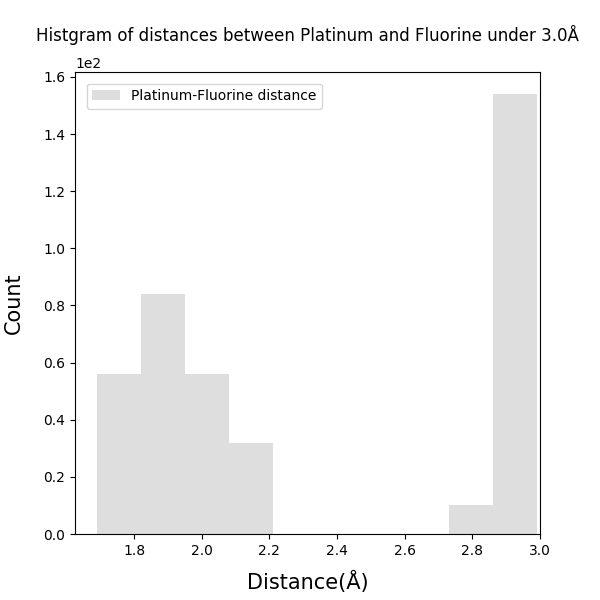 Histgram of distances between Platinum and Fluorine under 3.0Å
1e2
Platinum-Fluorine distance
1.6
1.4
1.2
1.0
0.8
0.6
0.4
0.2
0.0
Count
1.8 2.0 2.2 2.4 2.6 2.8 3.0
Distance(Å)